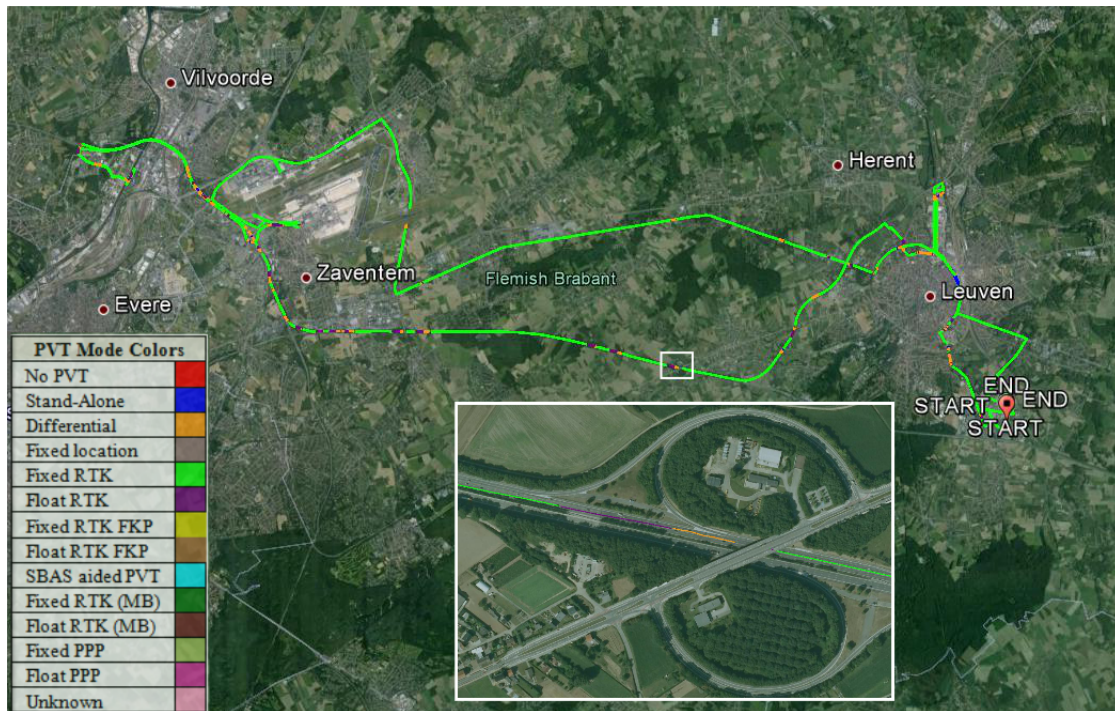 Vilvoorde
Herent
Zaventem
Flemish Brabant
Evere
Leuven
END
START
END
START
PVT Mode Colors
No PVT
Stand-Alone
Differential
Fixed location
Fixed RTK
Float RTK
Fixed RTK FKP
Float RTK FKP
SBAS aided PVT
Fixed RTK (MB)
Float RTK (MB)
Fixed PPP
Float PPP
Unknown